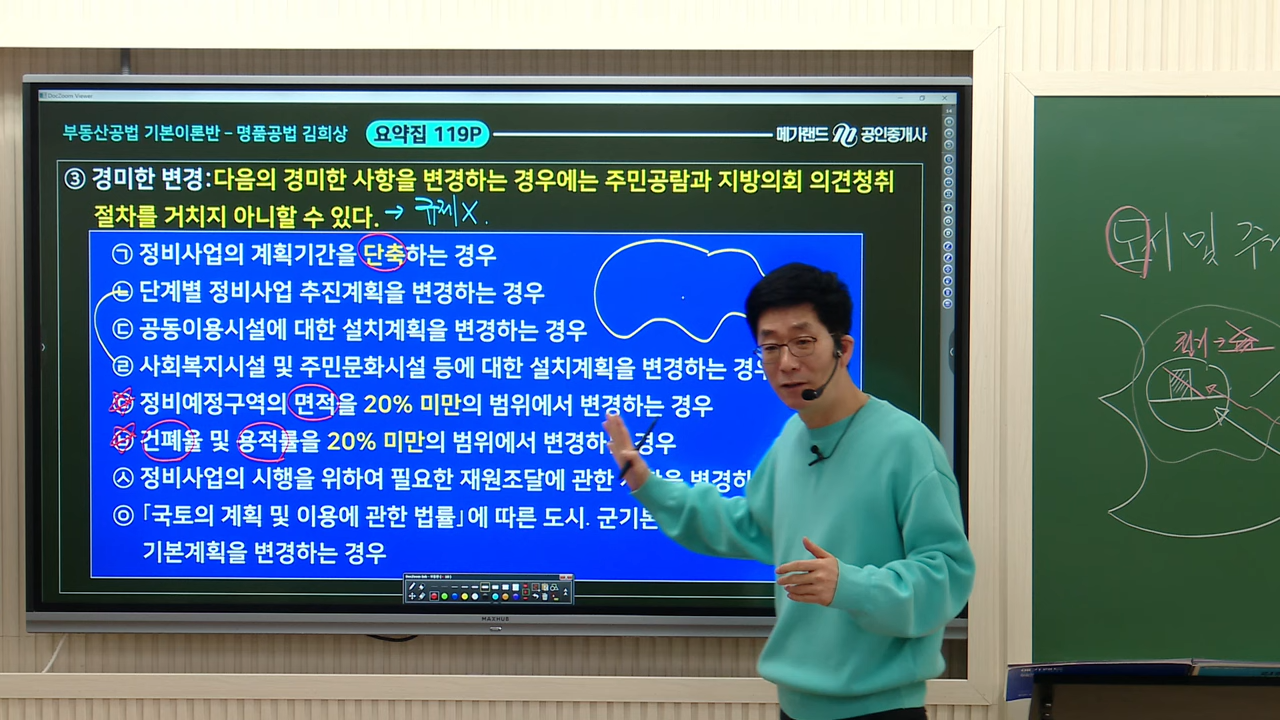 DocZoom Viewer
부동산공법 기본이론반 - 명품공법 김희상 요약집 119P 메가랜드 공인중개사
③ 경미한 변경:다음의 경미한 사항을 변경하는 경우에는 주민공람과 지방의회 의견청취
절차를 거치지 아니할 수 있다. → 규제X.
㉠ 정비사업의 계획기간을 단축하는 경우
㉡ 단계별 정비사업 추진계획을 변경하는 경우
㉢ 공동이용시설에 대한 설치계획을 변경하는 경우
㉣ 사회복지시설 및 주민문화시설 등에 대한 설치계획을 변경하는 경우
㉤ 정비예정구역의 면적을 20% 미만의 범위에서 변경하는 경우
㉥ 건폐율 및 용적률을 20% 미만의 범위에서 변경하는 경우
㉦ 정비사업의 시행을 위하여 필요한 재원조달에 관한 사항을 변경하
㉧ 「국토의 계획 및 이용에 관한 법률」에 따른 도시. 군기본
기본계획을 변경하는 경우
MAXHUB
도시 및 주